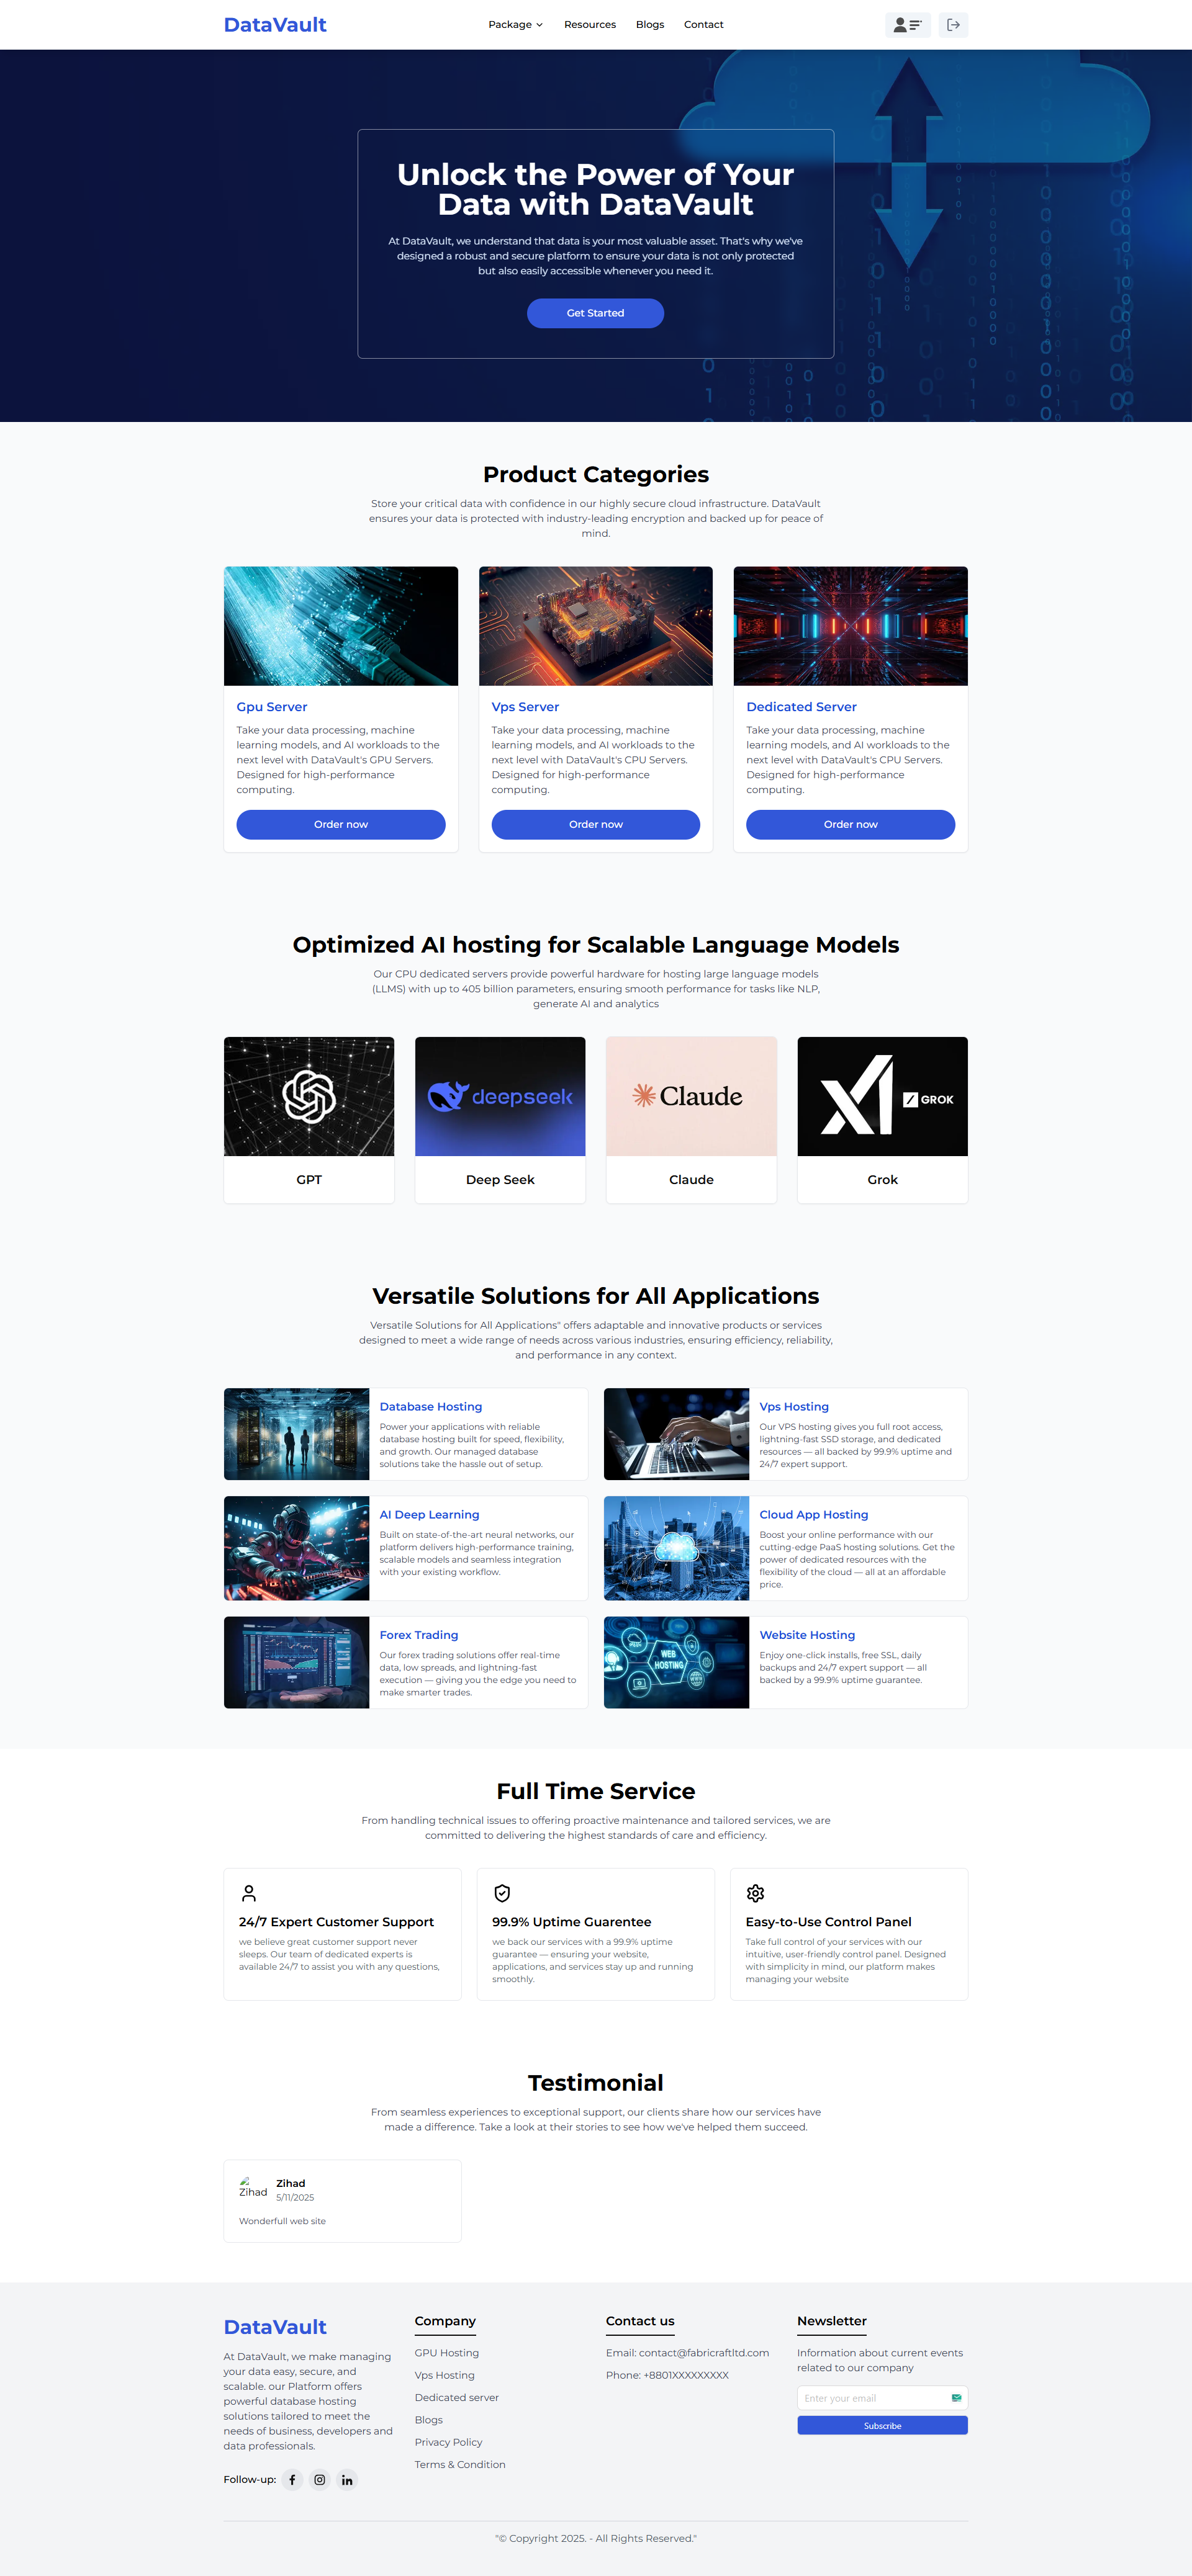 DataVault
Package
Resources
Blogs
Contact
Unlock the Power of Your
Data with DataVault
At DataVault, we understand that data is your most valuable asset. That's why we've
designed a robust and secure platform to ensure your data is not only protected
but also easily accessible whenever you need it.
Get Started
Product Categories
Store your critical data with confidence in our highly secure cloud infrastructure. DataVault
ensures your data is protected with industry-leading encryption and backed up for peace of
mind.
Gpu Server
Take your data processing, machine
learning models, and AI workloads to the
next level with DataVault's GPU Servers.
Designed for high-performance
computing.
Order now
Vps Server
Take your data processing, machine
learning models, and AI workloads to the
next level with DataVault's CPU Servers.
Designed for high-performance
computing.
Order now
Dedicated Server
Take your data processing, machine
learning models, and AI workloads to the
next level with DataVault's CPU Servers.
Designed for high-performance
computing.
Order now
Optimized AI hosting for Scalable Language Models
Our CPU dedicated servers provide powerful hardware for hosting large language models
(LLMS) with up to 405 billion parameters, ensuring smooth performance for tasks like NLP,
generate AI and analytics
GPT
deepseek
Deep Seek
Claude
Claude
GROK
Grok
Versatile Solutions for All Applications
Versatile Solutions for All Applications" offers adaptable and innovative products or services
designed to meet a wide range of needs across various industries, ensuring efficiency, reliability,
and performance in any context.
Database Hosting
Power your applications with reliable
database hosting built for speed, flexibility,
and growth. Our managed database
solutions take the hassle out of setup.
Vps Hosting
Our VPS hosting gives you full root access,
lightning-fast SSD storage, and dedicated
resources — all backed by 99.9% uptime and
24/7 expert support.
AI Deep Learning
Built on state-of-the-art neural networks, our
platform delivers high-performance training,
scalable models and seamless integration
with your existing workflow.
Cloud App Hosting
Boost your online performance with our
cutting-edge PaaS hosting solutions. Get the
power of dedicated resources with the
flexibility of the cloud — all at an affordable
price.
Forex Trading
Our forex trading solutions offer real-time
data, low spreads, and lightning-fast
execution — giving you the edge you need to
make smarter trades.
WEB
HOSTING
Website Hosting
Enjoy one-click installs, free SSL, daily
backups and 24/7 expert support — all
backed by a 99.9% uptime guarantee.
Full Time Service
From handling technical issues to offering proactive maintenance and tailored services, we are
committed to delivering the highest standards of care and efficiency.
24/7 Expert Customer Support
we believe great customer support never
sleeps. Our team of dedicated experts is
available 24/7 to assist you with any questions,
99.9% Uptime Guarentee
we back our services with a 99.9% uptime
guarantee — ensuring your website,
applications, and services stay up and running
smoothly.
Easy-to-Use Control Panel
Take full control of your services with our
intuitive, user-friendly control panel. Designed
with simplicity in mind, our platform makes
managing your website
Testimonial
From seamless experiences to exceptional support, our clients share how our services have
made a difference. Take a look at their stories to see how we've helped them succeed.
Zihad
Zihad
5/11/2025
Wonderfull web site
DataVault
At DataVault, we make managing
your data easy, secure, and
scalable. our Platform offers
powerful database hosting
solutions tailored to meet the
needs of business, developers and
data professionals.
Follow-up:
Company
GPU Hosting
Vps Hosting
Dedicated server
Blogs
Privacy Policy
Terms & Condition
Contact us
Email: contact@fabricraftltd.com
Phone: +8801XXXXXXXXX
Newsletter
Information about current events
related to our company
Enter your email
Subscribe
"© Copyright 2025. - All Rights Reserved."